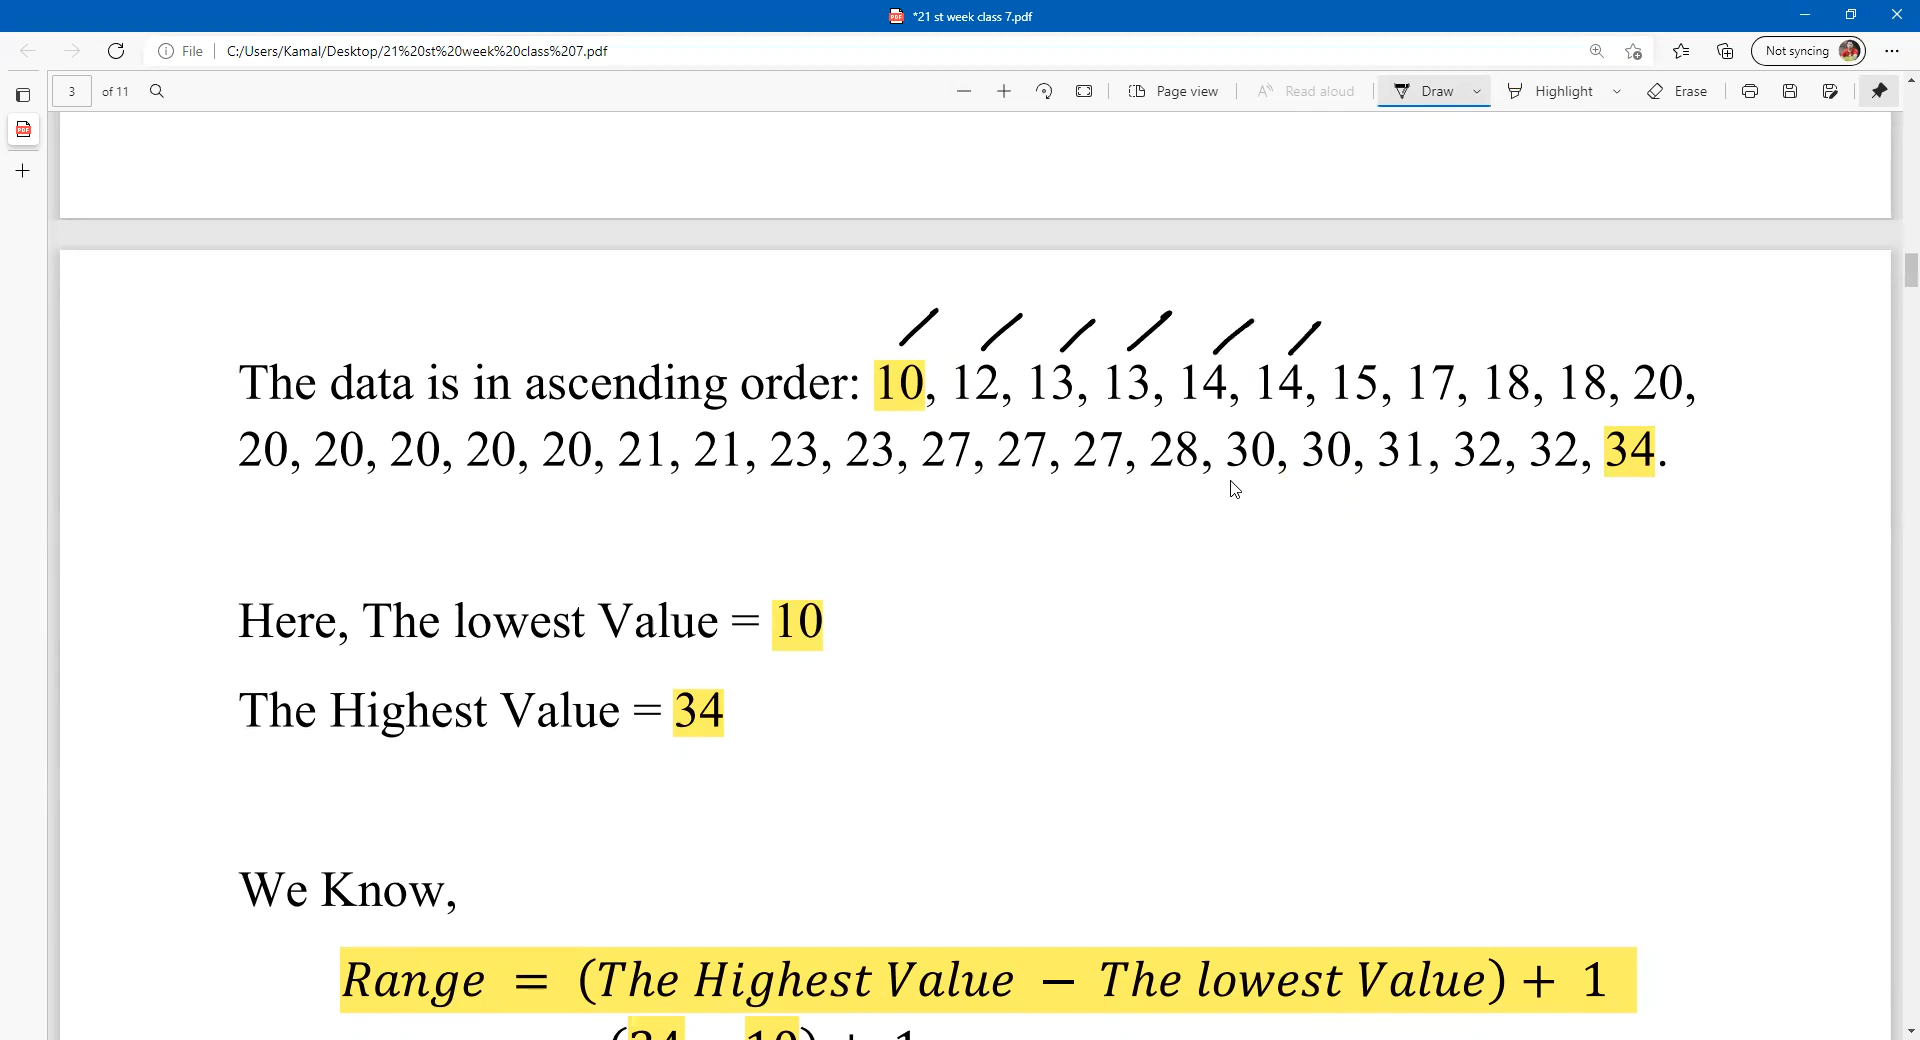 *21 st week class 7.pdf
File C:/Users/Kamal/Desktop/21%20st%20week%20class%207.pdf Not syncing
3 of 11 Page view Read aloud Draw Highlight Erase
The data is in ascending order: 10, 12, 13, 13, 14, 14, 15, 17, 18, 18, 20,
20, 20, 20, 20, 20, 21, 21, 23, 23, 27, 27, 27, 28, 30, 30, 31, 32, 32, 34.
Here, The lowest Value = 10
The Highest Value = 34
We Know,
Range = (The Highest Value − The lowest Value) + 1
(34 − 10) + 1